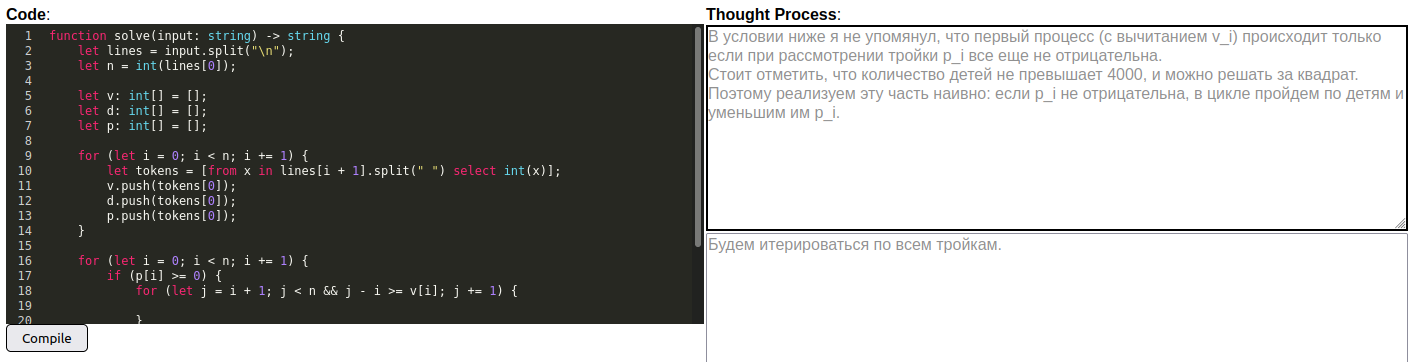 Code:
1 function solve(input: string) -> string {
2     let lines = input.split("\n");
3     let n = int(lines[0]);
4
5     let v: int[] = [];
6     let d: int[] = [];
7     let p: int[] = [];
8
9     for (let i = 0; i < n; i += 1) {
10         let tokens = [from x in lines[i + 1].split(" ") select int(x)];
11         v.push(tokens[0]);
12         d.push(tokens[0]);
13         p.push(tokens[0]);
14     }
15
16     for (let i = 0; i < n; i += 1) {
17         if (p[i] >= 0) {
18             for (let j = i + 1; j < n && j - i >= v[i]; j += 1) {
19
20             }
Compile
Thought Process:
В условии ниже я не упомянул, что первый процесс (с вычитанием v_i) происходит только
если при рассмотрении тройки p_i все еще не отрицательна.
Стоит отметить, что количество детей не превышает 4000, и можно решать за квадрат.
Поэтому реализуем эту часть наивно: если p_i не отрицательна, в цикле пройдем по детям и
уменьшим им p_i.
Будем итерироваться по всем тройкам.